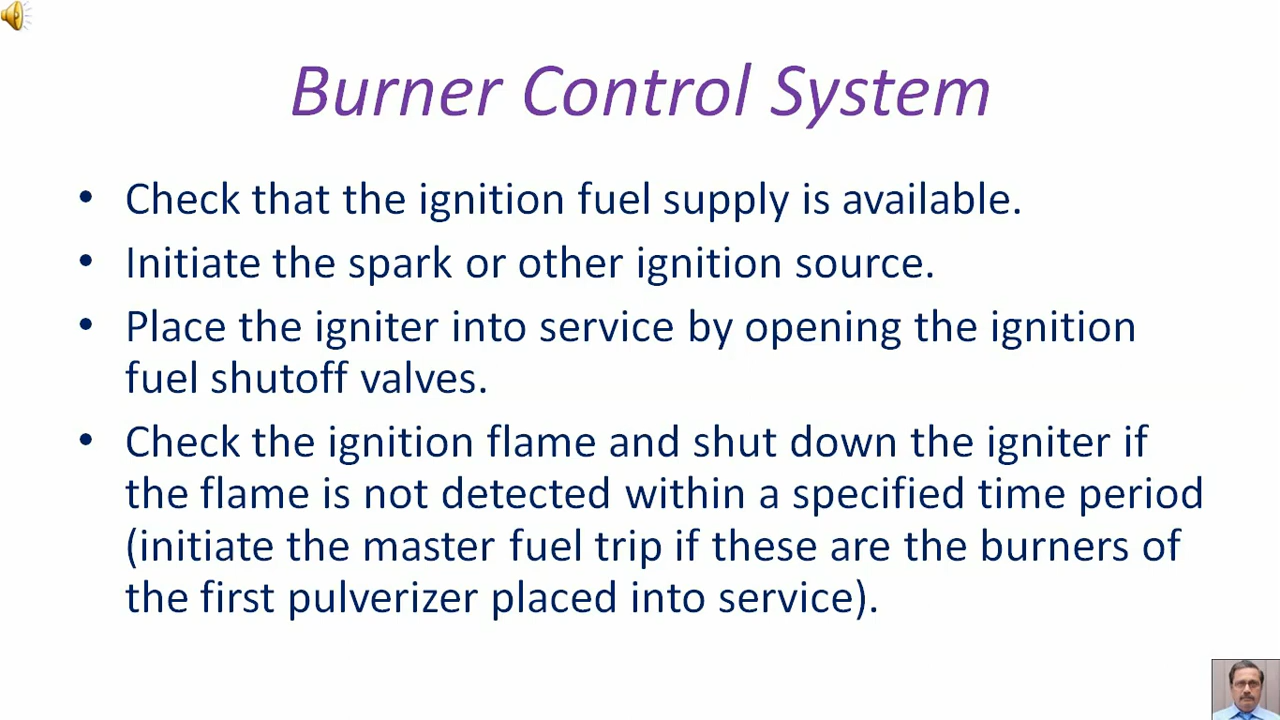 Burner Control System
• Check that the ignition fuel supply is available.
• Initiate the spark or other ignition source.
• Place the igniter into service by opening the ignition
fuel shutoff valves.
• Check the ignition flame and shut down the igniter if
the flame is not detected within a specified time period
(initiate the master fuel trip if these are the burners of
the first pulverizer placed into service).